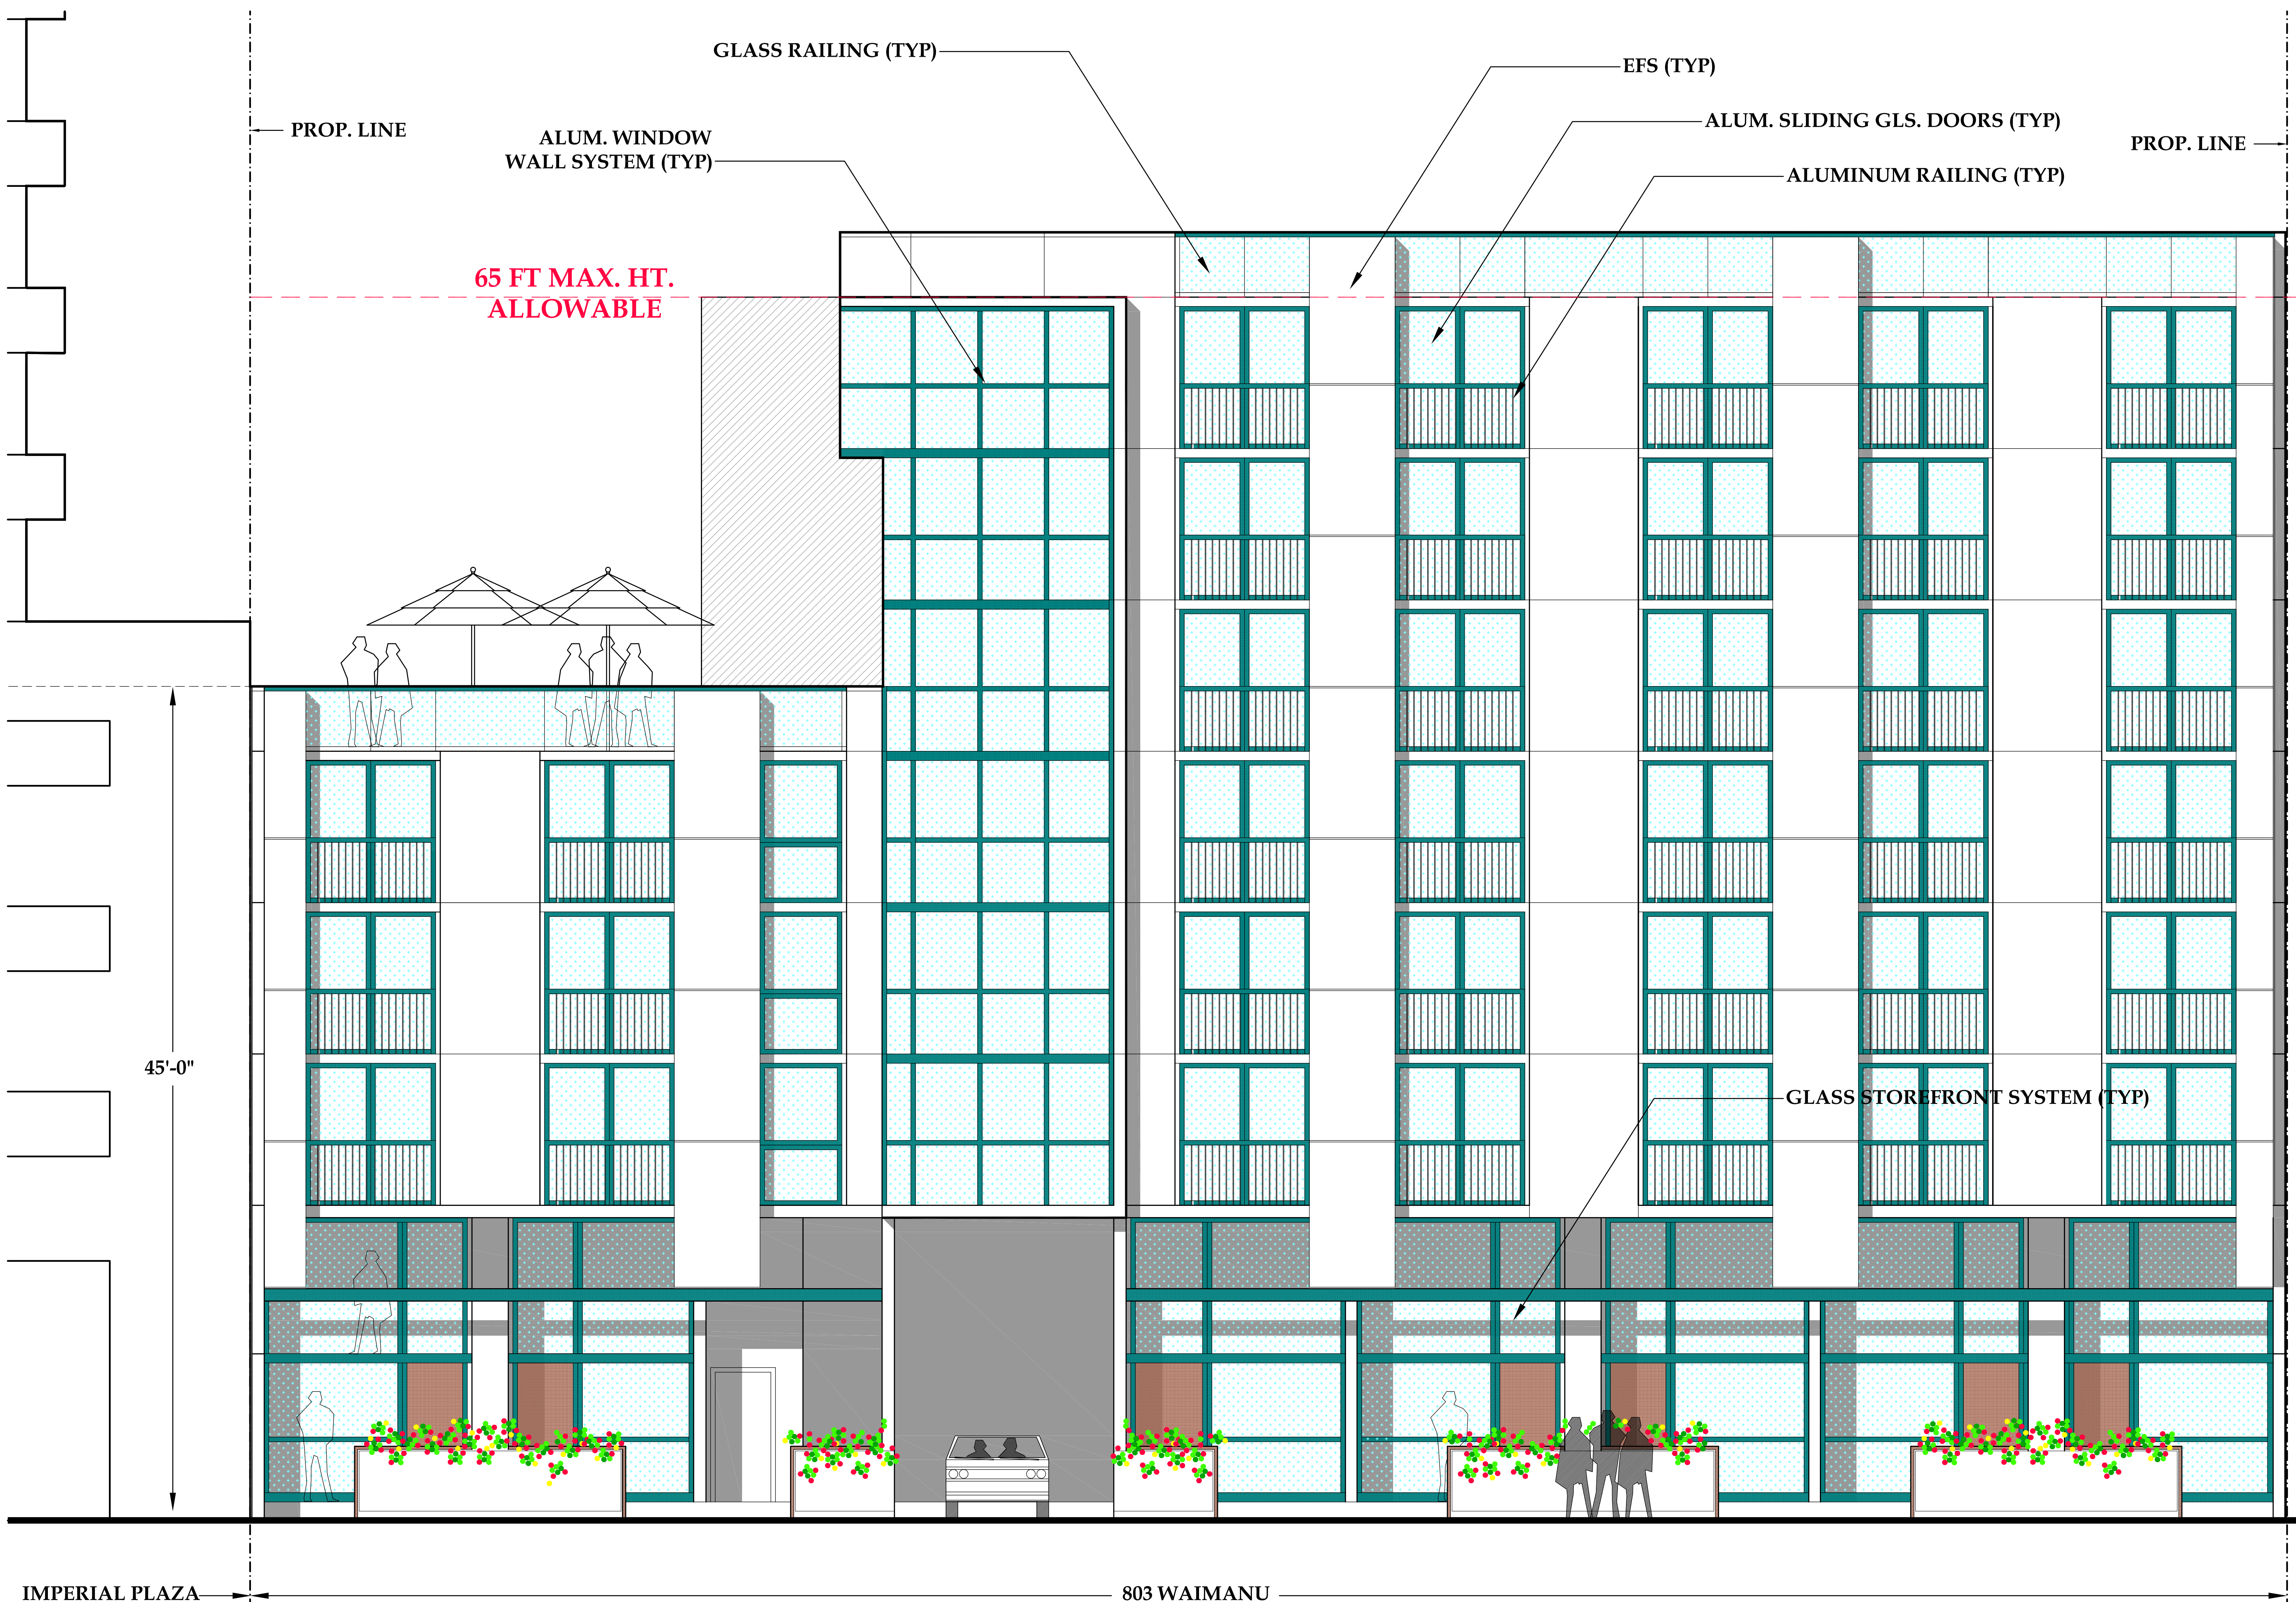 GLASS RAILING (TYP)
EFS (TYP)
PROP. LINE
ALUM. WINDOW
WALL SYSTEM (TYP)
ALUM. SLIDING GLS. DOORS (TYP)
PROP. LINE
ALUMINUM RAILING (TYP)
65 FT MAX. HT.
ALLOWABLE
45'-0"
GLASS STOREFRONT SYSTEM (TYP)
IMPERIAL PLAZA
803 WAIMANU